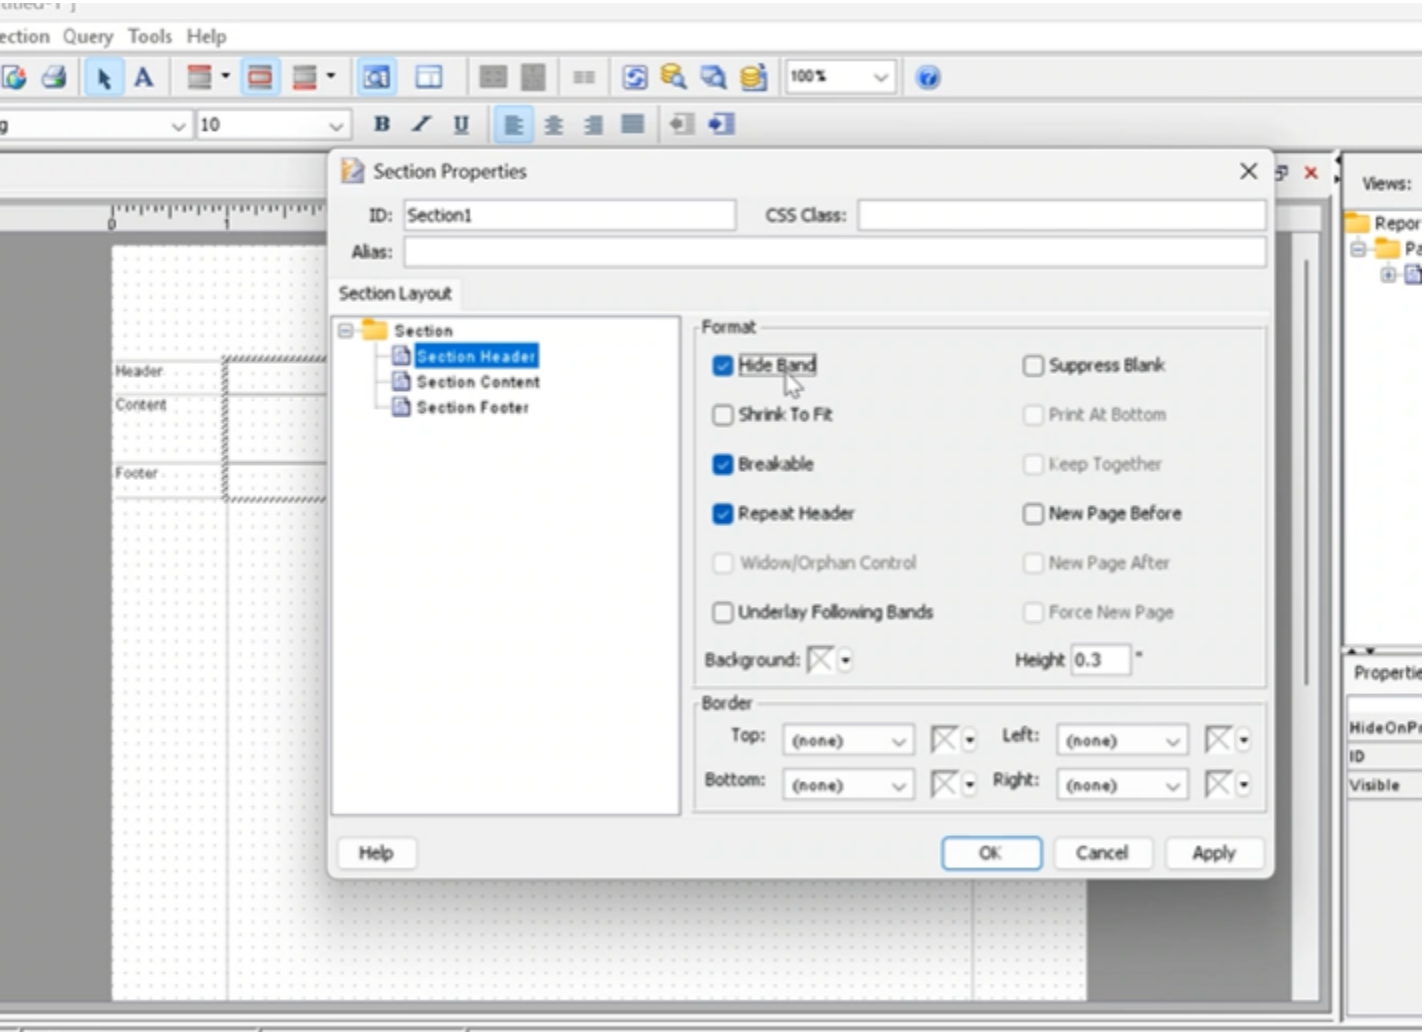 ection Query Tools Help
100%
g 10 B I U
Section Properties
Views:
ID: Section1 CSS Class:
Alias:
0 1
Repor
Pa
Section Layout
Section
Section Header
Section Content
Section Footer
Format
Hide Band Suppress Blank
Shrink To Fit Print At Bottom
Breakable Keep Together
Repeat Header New Page Before
Widow/Orphan Control New Page After
Underlay Following Bands Force New Page
Background: Height 0.3 "
Header
Content
Footer
Border
Top: (none) Left: (none)
Bottom: (none) Right: (none)
Help OK Cancel Apply
Propertie
HideOnPr
ID
Visible